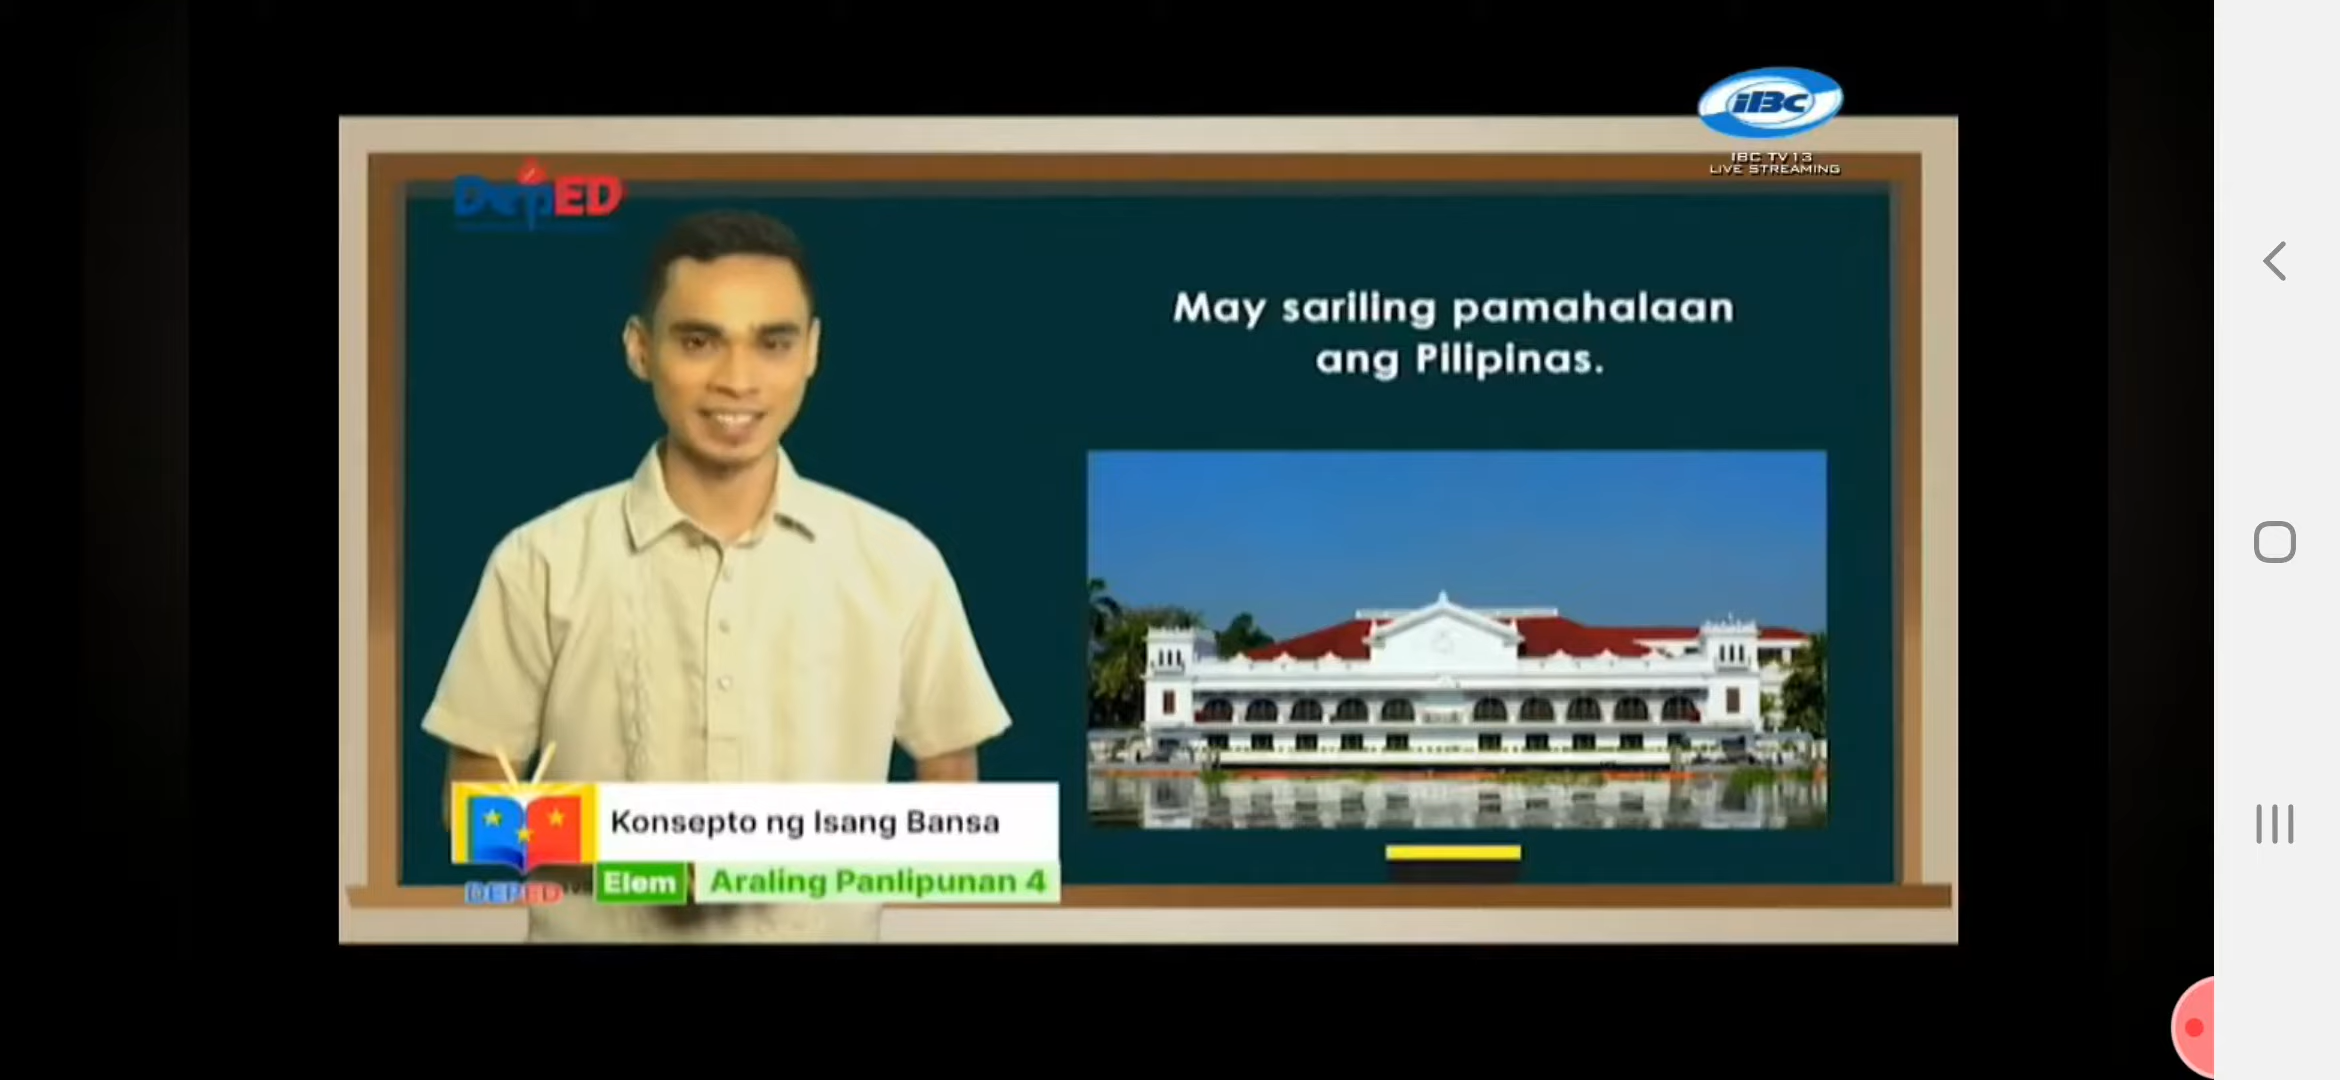 iBC
IBC TV13
LIVE STREAMING
DepED
May sariling pamahalaan
ang Pilipinas.
Konsepto ng Isang Bansa
DEPED
Elem
Araling Panlipunan 4